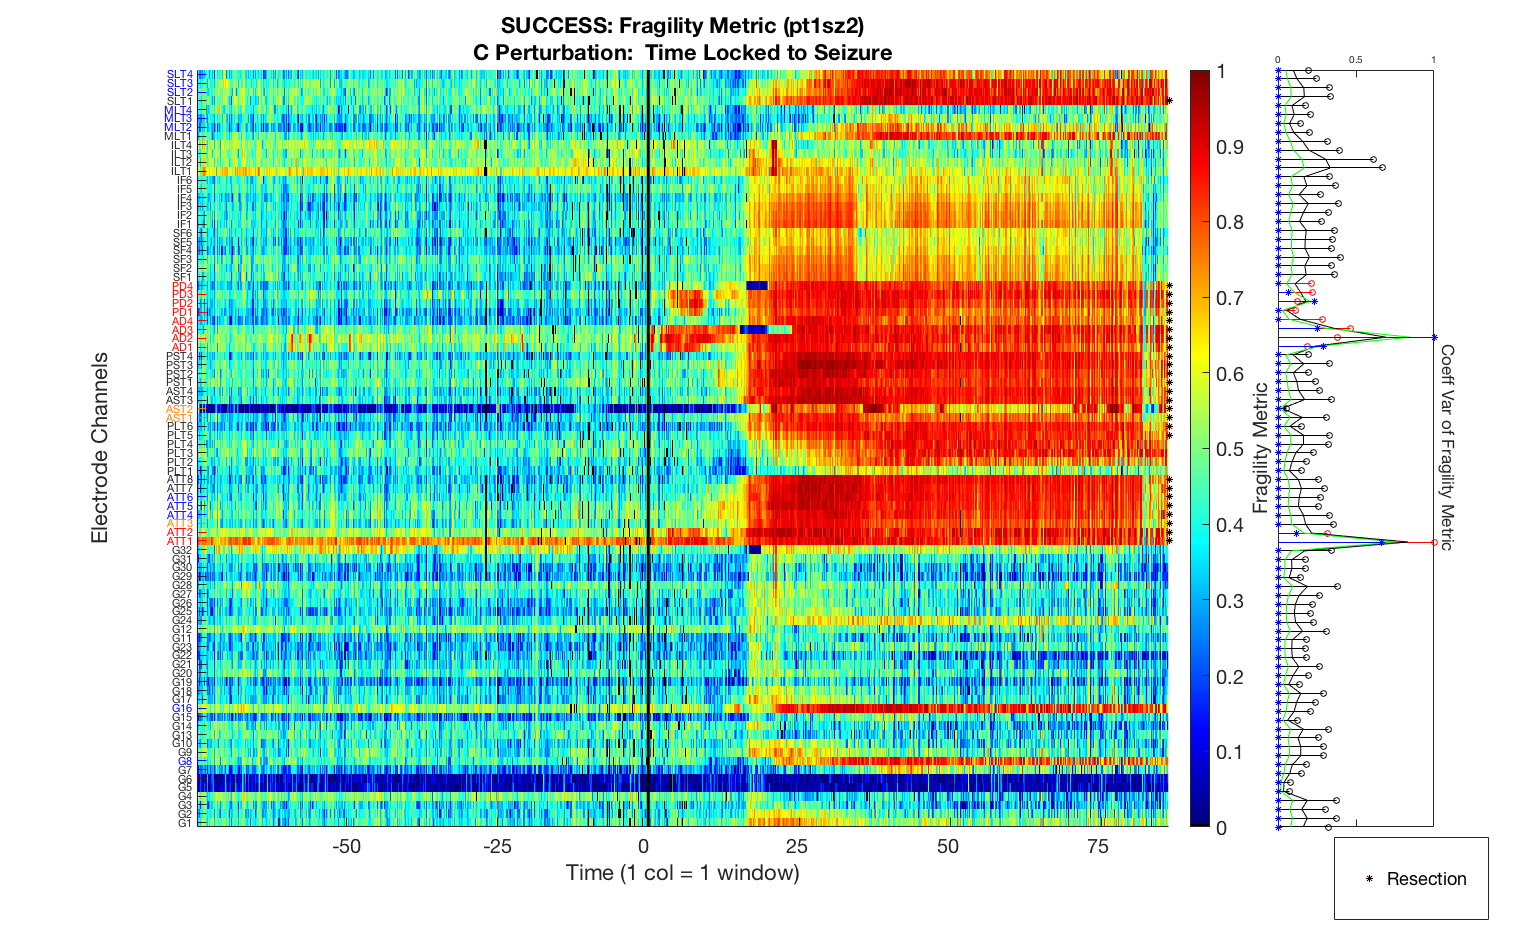 SUCCESS: Fragility Metric (pt1sz2)
C Perturbation: Time Locked to Seizure
Electrode Channels
SLT4
SLT3
SLT2
SLT1
MLT4
MLT3
MLT2
MLT1
ILT4
ILT3
ILT2
ILT1
IF6
IF5
IF4
IF3
IF2
IF1
SF6
SF5
SF4
SF3
SF2
SF1
PD4
PD3
PD2
PD1
AD4
AD3
AD2
AD1
PST4
PST3
PST2
PST1
AST4
AST3
AST2
AST1
PLT6
PLT5
PLT4
PLT3
PLT2
PLT1
ATT8
ATT7
ATT6
ATT5
ATT4
ATT3
ATT2
ATT1
G32
G31
G30
G29
G28
G27
G26
G25
G24
G12
G11
G23
G22
G21
G20
G19
G18
G17
G16
G15
G14
G13
G10
G9
G8
G7
G6
G5
G4
G3
G2
G1
-50 -25 0 25 50 75
Time (1 col = 1 window)
1
0.9
0.8
0.7
0.6
0.5
0.4
0.3
0.2
0.1
0
Fragility Metric
0 0.5 1
Coeff Var of Fragility Metric
* Resection